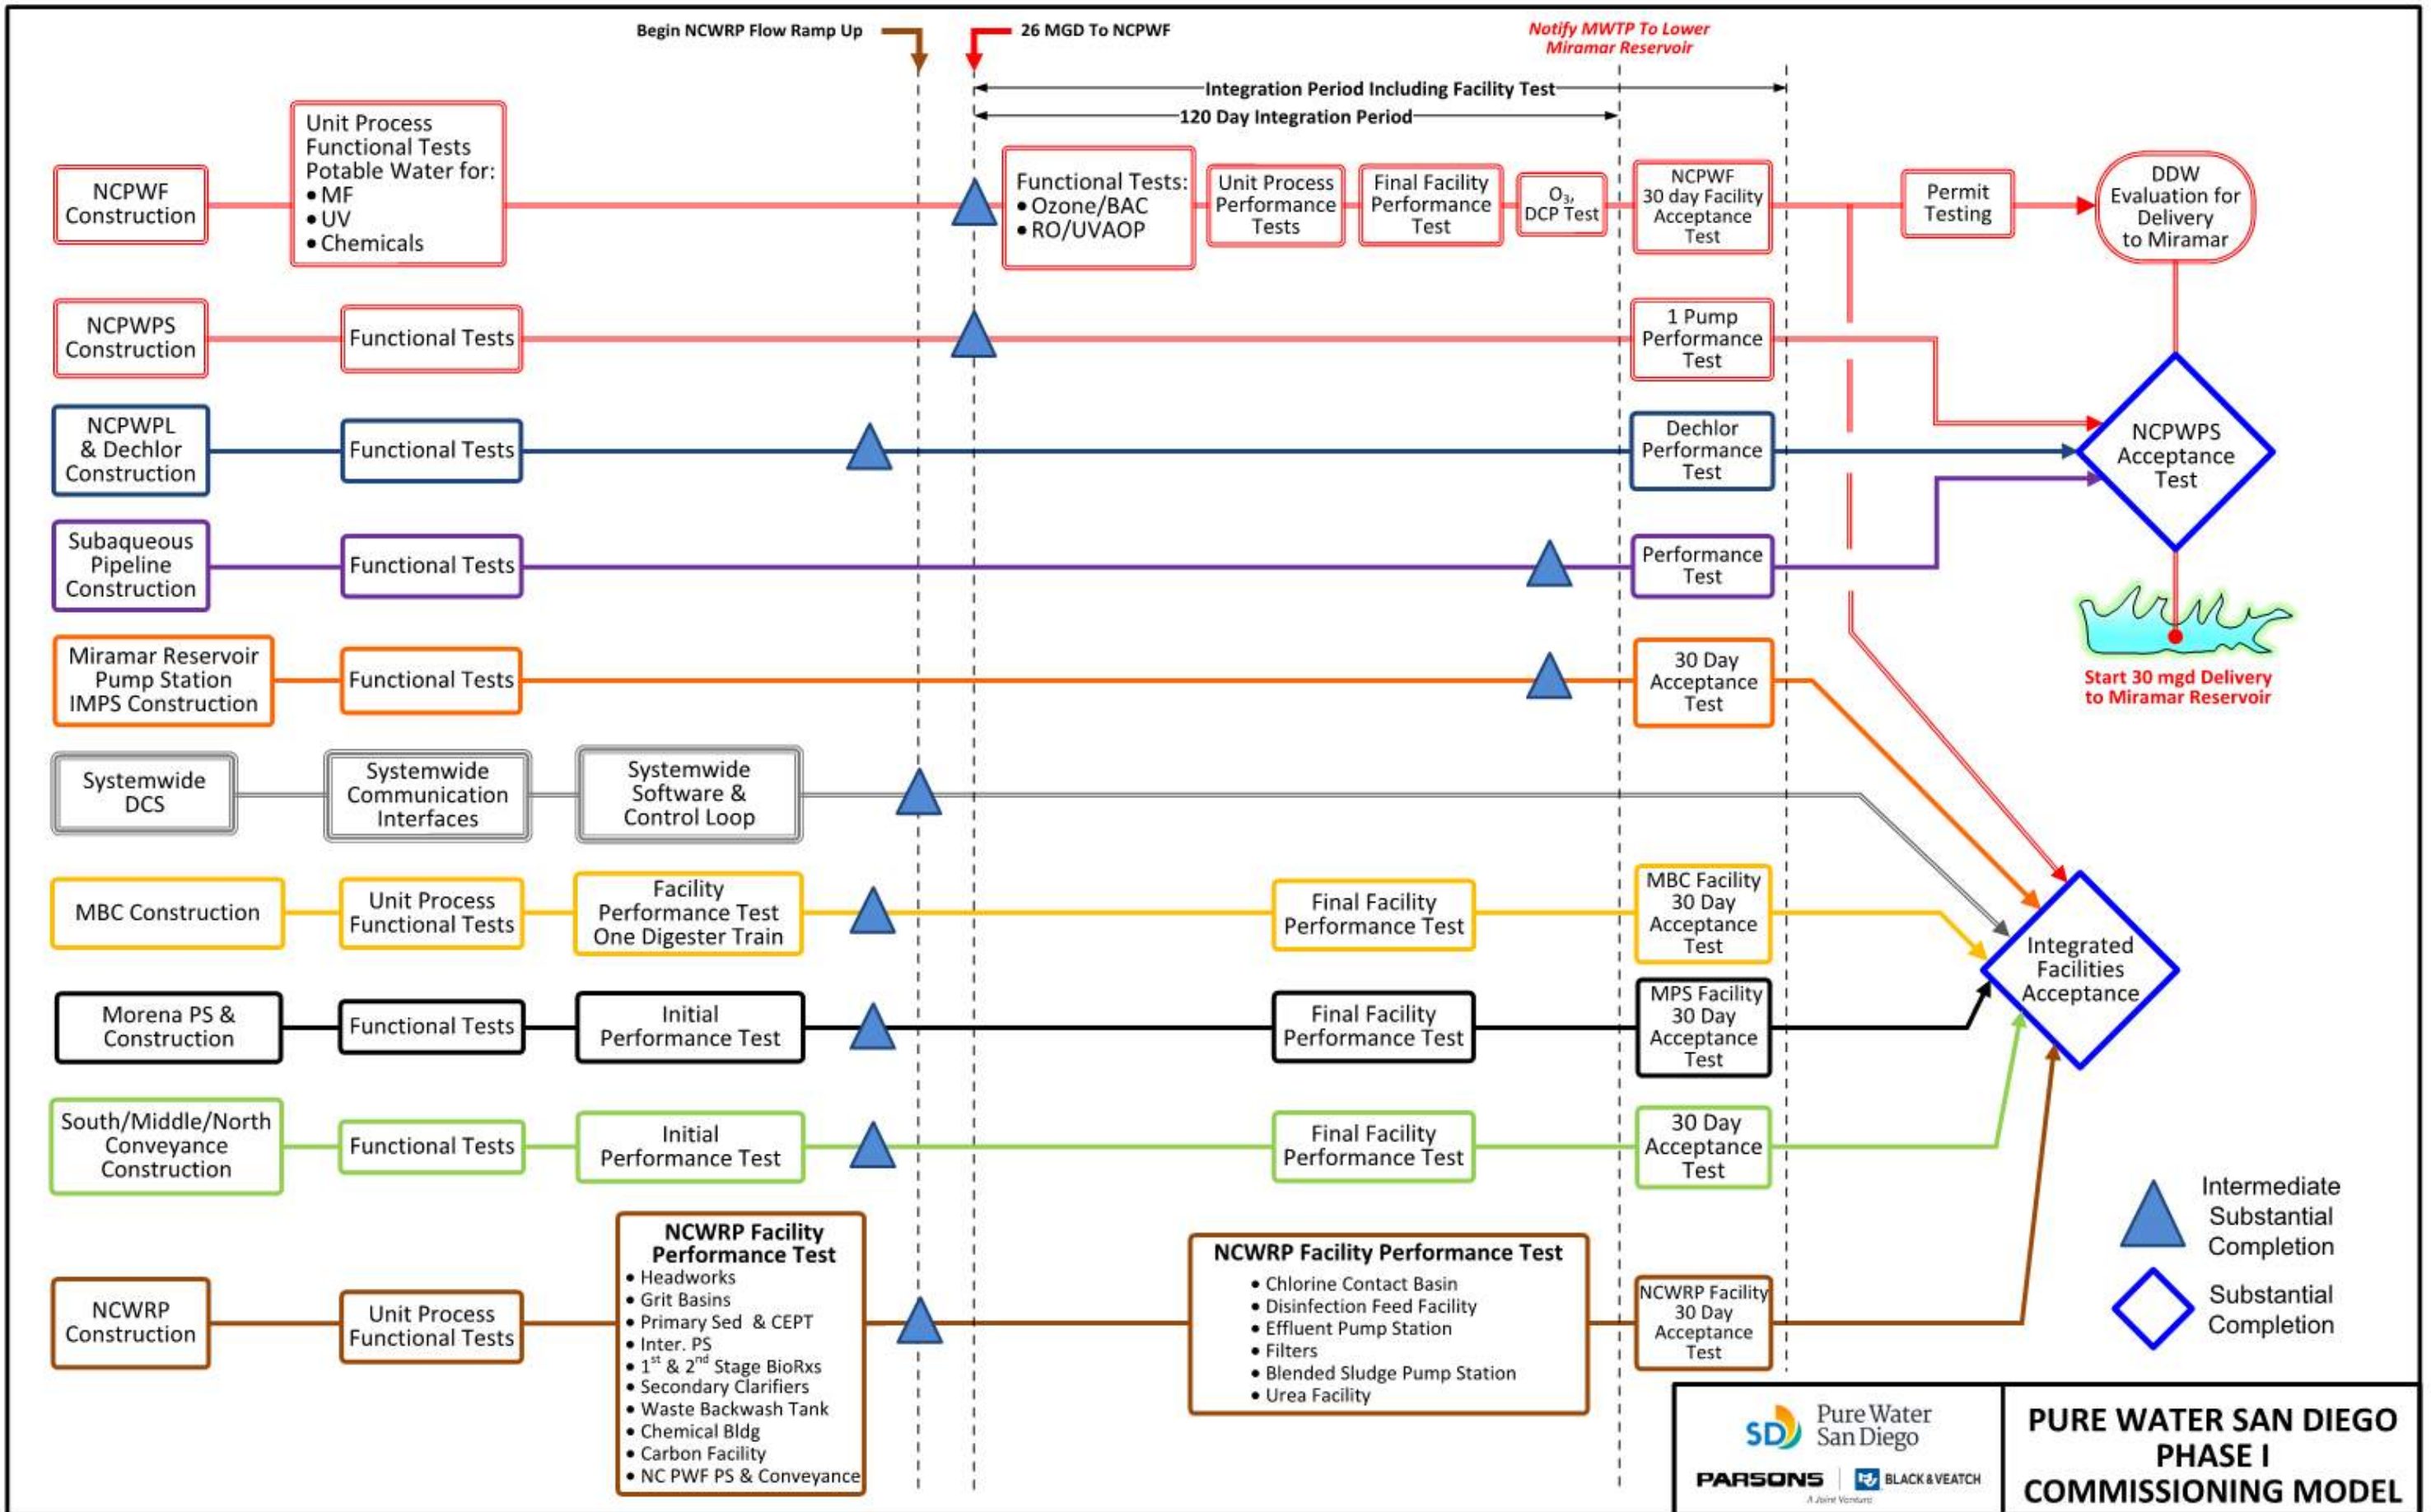 Begin NCWRP Flow Ramp Up
26 MGD To NCPWF
Notify MWTP To Lower
Miramar Reservoir
Integration Period Including Facility Test
120 Day Integration Period
NCPWF
Construction
Unit Process
Functional Tests
Potable Water for:
• MF
• UV
• Chemicals
Functional Tests:
• Ozone/BAC
• RO/UVAOP
Unit Process
Performance
Tests
Final Facility
Performance
Test
O₃,
DCP Test
NCPWF
30 day Facility
Acceptance
Test
Permit
Testing
DDW
Evaluation for
Delivery
to Miramar
NCPWPS
Construction
Functional Tests
1 Pump
Performance
Test
NCPWPL
& Dechlor
Construction
Functional Tests
Dechlor
Performance
Test
NCPWPS
Acceptance
Test
Subaqueous
Pipeline
Construction
Functional Tests
Performance
Test
Miramar Reservoir
Pump Station
IMPS Construction
Functional Tests
30 Day
Acceptance
Test
Start 30 mgd Delivery
to Miramar Reservoir
Systemwide
DCS
Systemwide
Communication
Interfaces
Systemwide
Software &
Control Loop
MBC Construction
Unit Process
Functional Tests
Facility
Performance Test
One Digester Train
Final Facility
Performance Test
MBC Facility
30 Day
Acceptance
Test
Integrated
Facilities
Acceptance
Morena PS &
Construction
Functional Tests
Initial
Performance Test
Final Facility
Performance Test
MPS Facility
30 Day
Acceptance
Test
South/Middle/North
Conveyance
Construction
Functional Tests
Initial
Performance Test
Final Facility
Performance Test
30 Day
Acceptance
Test
NCWRP
Construction
Unit Process
Functional Tests
NCWRP Facility
Performance Test
• Headworks
• Grit Basins
• Primary Sed & CEPT
• Inter. PS
• 1st & 2nd Stage BioRxs
• Secondary Clarifiers
• Waste Backwash Tank
• Chemical Bldg
• Carbon Facility
• NC PWF PS & Conveyance
NCWRP Facility Performance Test
• Chlorine Contact Basin
• Disinfection Feed Facility
• Effluent Pump Station
• Filters
• Blended Sludge Pump Station
• Urea Facility
NCWRP Facility
30 Day
Acceptance
Test
Intermediate
Substantial
Completion
Substantial
Completion
SD
Pure Water
San Diego
PARSONS
BLACK & VEATCH
A Joint Venture
PURE WATER SAN DIEGO
PHASE I
COMMISSIONING MODEL